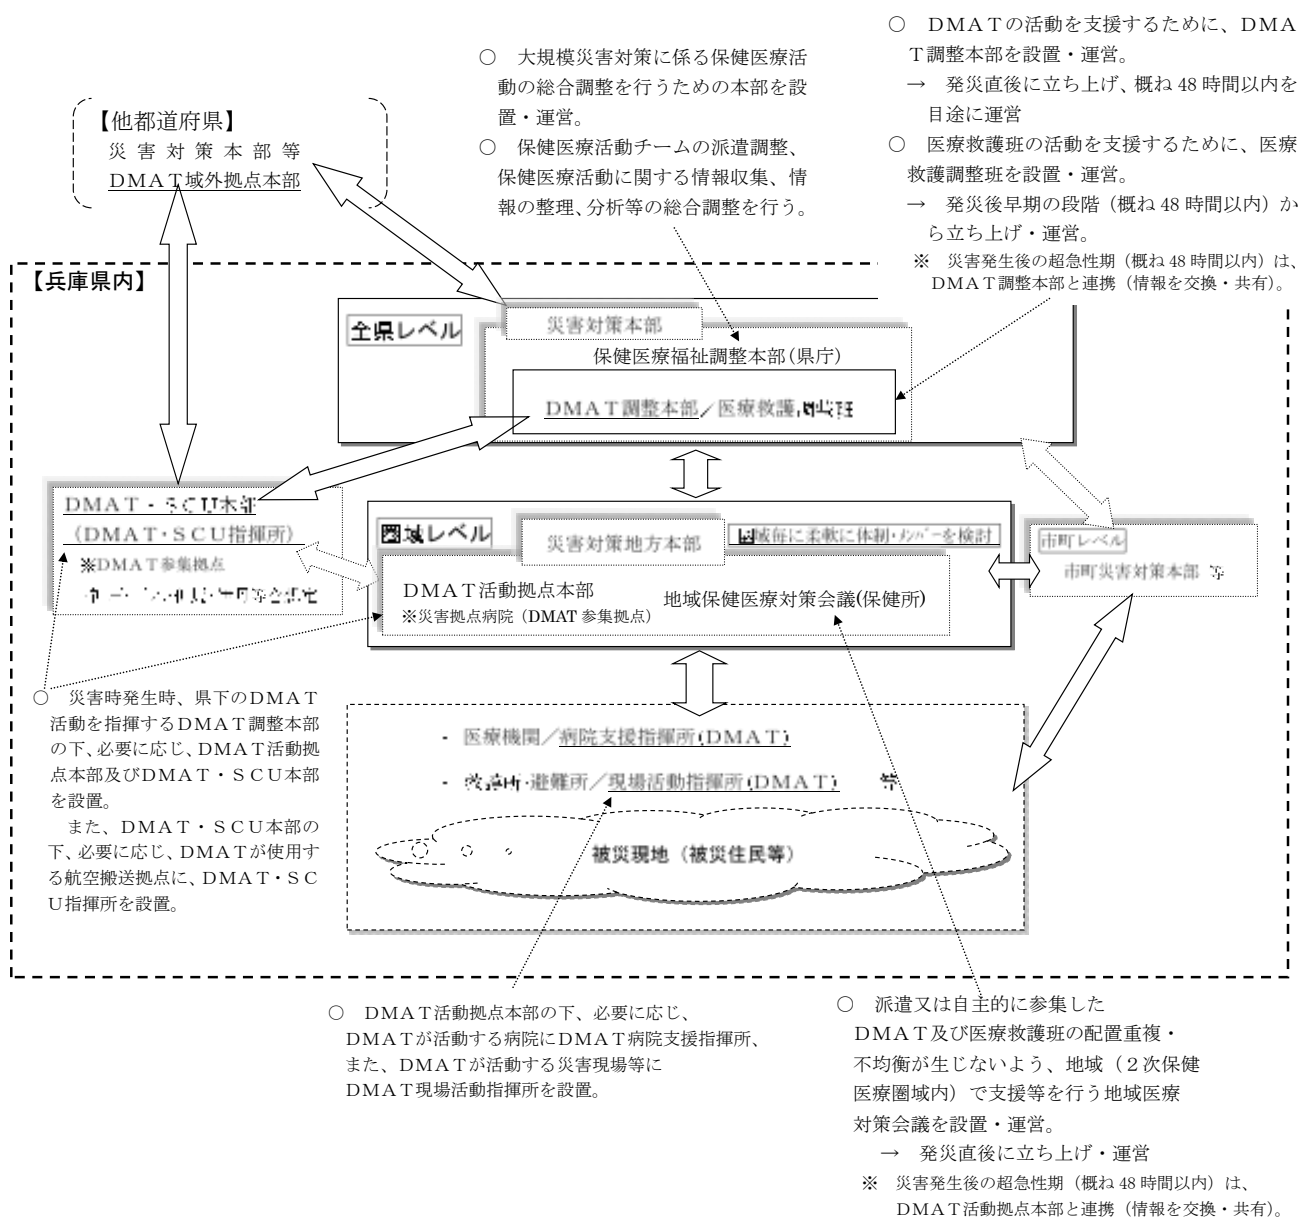 ○　大規模災害対策に係る保健医療活
動の総合調整を行うための本部を設
置・運営。
○　保健医療活動チームの派遣調整、
保健医療活動に関する情報収集、情
報の整理、分析等の総合調整を行う。
○　ＤＭＡＴの活動を支援するために、ＤＭＡ
Ｔ調整本部を設置・運営。
→　発災直後に立ち上げ、概ね 48 時間以内を
目途に運営
○　医療救護班の活動を支援するために、医療
救護調整班を設置・運営。
→　発災後早期の段階（概ね 48 時間以内）か
ら立ち上げ・運営。
※　災害発生後の超急性期（概ね 48 時間以内）は、
ＤＭＡＴ調整本部と連携（情報を交換・共有）。
【他都道府県】
災害対策本部等
ＤＭＡＴ域外拠点本部
【兵庫県内】
全県レベル
災害対策本部
保健医療福祉調整本部(県庁)
ＤＭＡＴ調整本部／医療救護
ＤＭＡＴ・ＳＣＵ本部
（ＤＭＡＴ・ＳＣＵ指揮所）
※ＤＭＡＴ参集拠点
圏域レベル
災害対策地方本部
圏域毎に柔軟に体制・ﾒﾝﾊﾞｰを検討
ＤＭＡＴ活動拠点本部
※災害拠点病院（DMAT 参集拠点）
地域保健医療対策会議(保健所)
市町レベル
市町災害対策本部 等
○　災害時発生時、県下のＤＭＡＴ
活動を指揮するＤＭＡＴ調整本部
の下、必要に応じ、ＤＭＡＴ活動拠
点本部及びＤＭＡＴ・ＳＣＵ本部
を設置。
また、ＤＭＡＴ・ＳＣＵ本部の
下、必要に応じ、ＤＭＡＴが使用す
る航空搬送拠点に、ＤＭＡＴ・ＳＣ
Ｕ指揮所を設置。
- 医療機関／病院支援指揮所(ＤＭＡＴ)
- 救護所・避難所／現場活動指揮所(ＤＭＡＴ)　等
被災現地（被災住民等）
○　ＤＭＡＴ活動拠点本部の下、必要に応じ、
ＤＭＡＴが活動する病院にＤＭＡＴ病院支援指揮所、
また、ＤＭＡＴが活動する災害現場等に
ＤＭＡＴ現場活動指揮所を設置。
○　派遣又は自主的に参集した
ＤＭＡＴ及び医療救護班の配置重複・
不均衡が生じないよう、地域（２次保健
医療圏域内）で支援等を行う地域医療
対策会議を設置・運営。
→　発災直後に立ち上げ・運営
※　災害発生後の超急性期（概ね 48 時間以内）は、
ＤＭＡＴ活動拠点本部と連携（情報を交換・共有）。